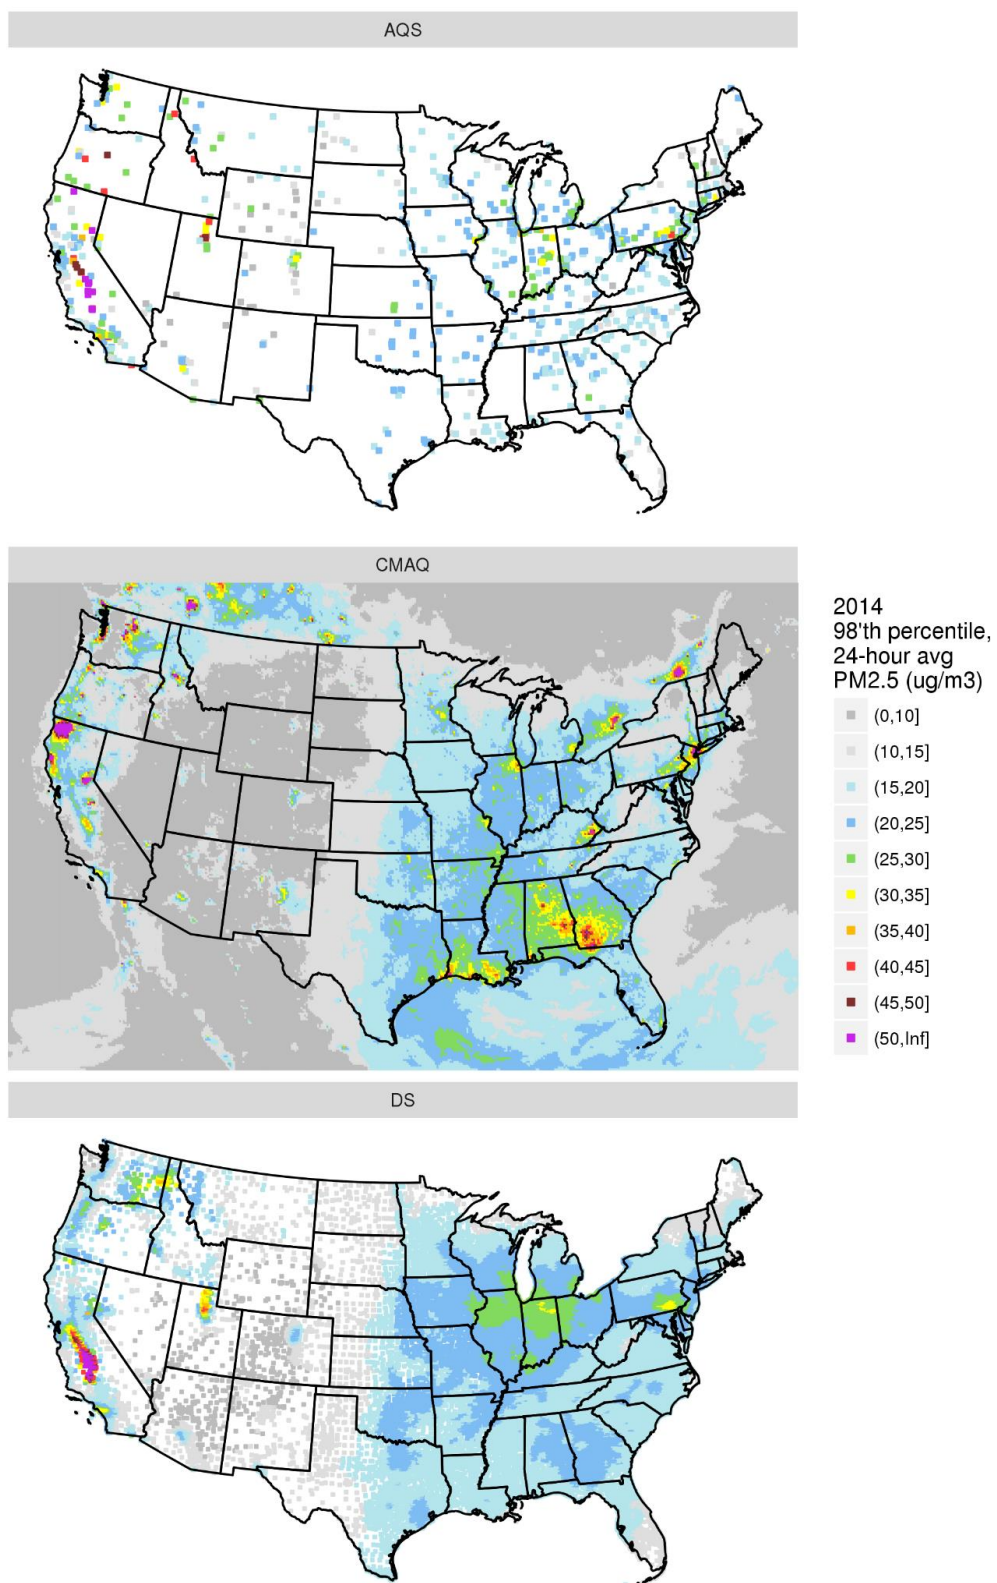 AQS
CMAQ
2014
98'th percentile,
24-hour avg
PM2.5 (ug/m3)
(0,10]
(10,15]
(15,20]
(20,25]
(25,30]
(30,35]
(35,40]
(40,45]
(45,50]
(50,Inf]
DS